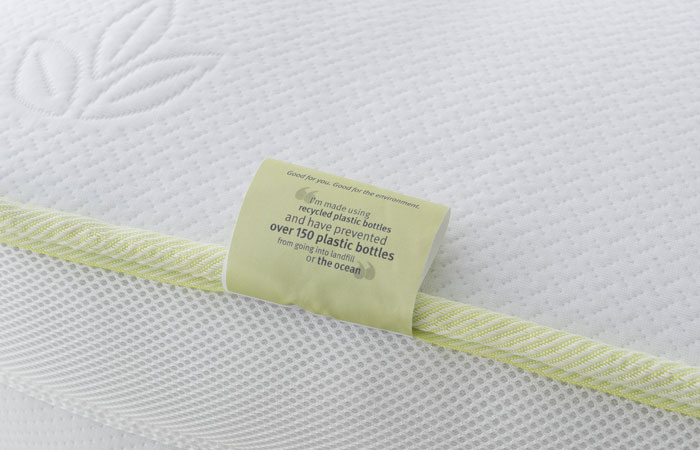 Good for you. Good for the environment.
“I'm made using
recycled plastic bottles
and have prevented
over 150 plastic bottles
from going into landfill
or the ocean”